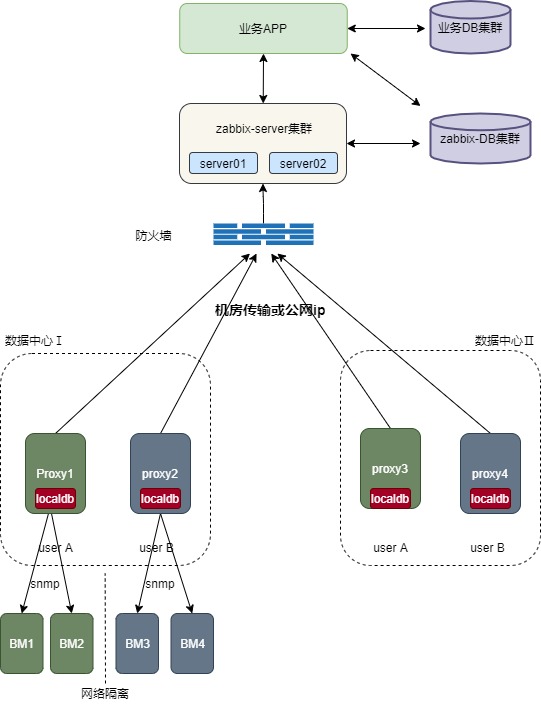 业务APP
业务DB集群
zabbix-server集群
server01
server02
zabbix-DB集群
防火墙
机房传输或公网ip
数据中心Ⅰ
数据中心Ⅱ
Proxy1
localdb
proxy2
localdb
proxy3
localdb
proxy4
localdb
user A
user B
user A
user B
snmp
snmp
BM1
BM2
BM3
BM4
网络隔离